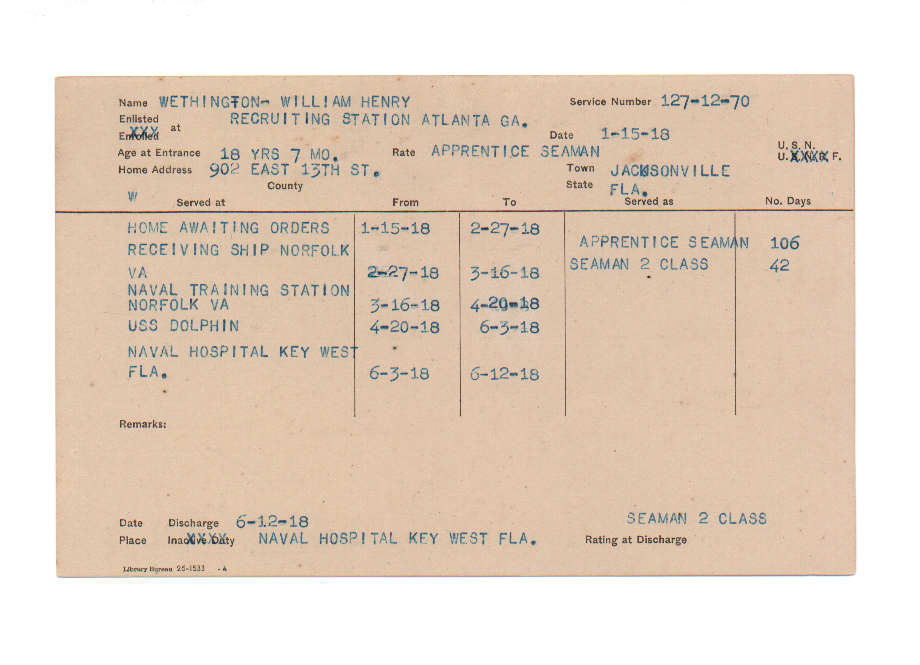 Name WETHINGTON- WILLIAM HENRY Service Number 127-12-70
Enlisted
Enrolled at RECRUITING STATION ATLANTA GA. Date 1-15-18
Age at Entrance 18 YRS 7 MO. Rate APPRENTICE SEAMAN U. S. N.
U. S. N. R. F.
Home Address 902 EAST 13TH ST. Town JACKSONVILLE
County State FLA.
W Served at From To Served as No. Days
HOME AWAITING ORDERS 1-15-18 2-27-18
APPRENTICE SEAMAN 106
RECEIVING SHIP NORFOLK
SEAMAN 2 CLASS 42
VA 2-27-18 3-16-18
NAVAL TRAINING STATION
NORFOLK VA 3-16-18 4-20-18
USS DOLPHIN 4-20-18 6-3-18
NAVAL HOSPITAL KEY WEST
FLA. 6-3-18 6-12-18
Remarks:
Date Discharge 6-12-18 SEAMAN 2 CLASS
Place Inactive Duty NAVAL HOSPITAL KEY WEST FLA. Rating at Discharge
Library Bureau 26-1533 -A